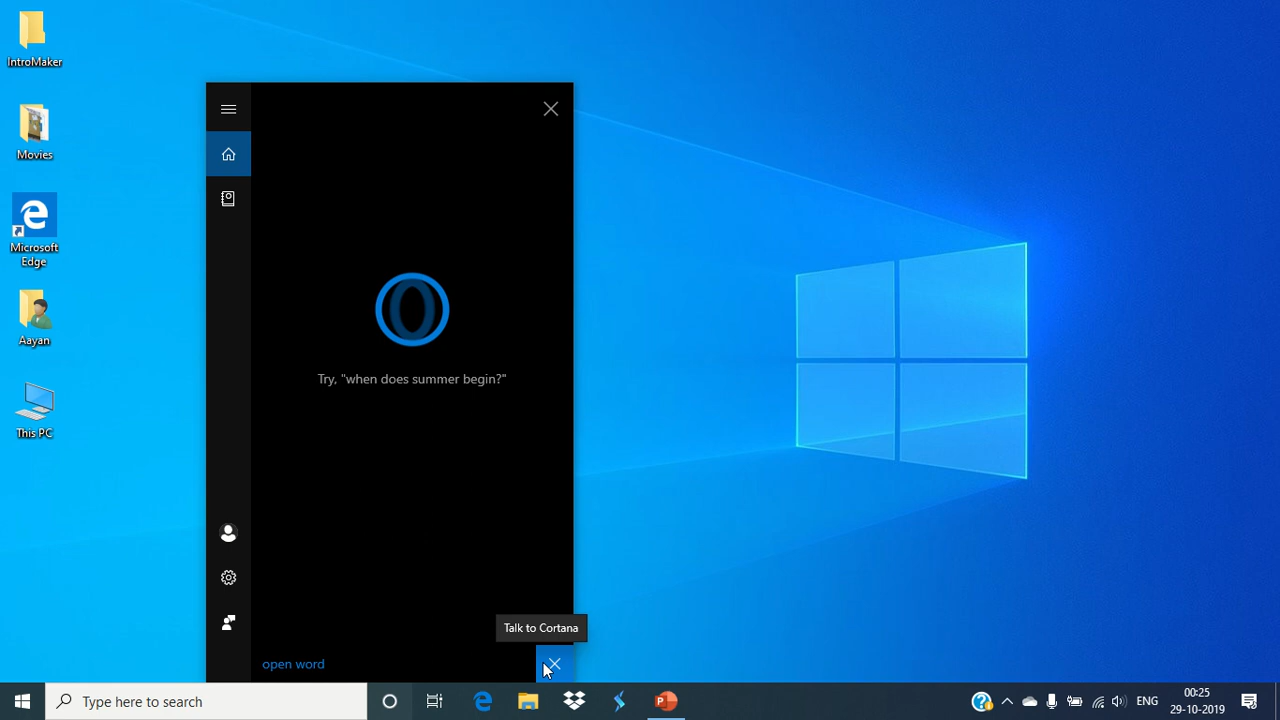 IntroMaker
Movies
Microsoft
Edge
Aayan
This PC
Try, "when does summer begin?"
Talk to Cortana
open word
Type here to search
ENG
00:25
29-10-2019